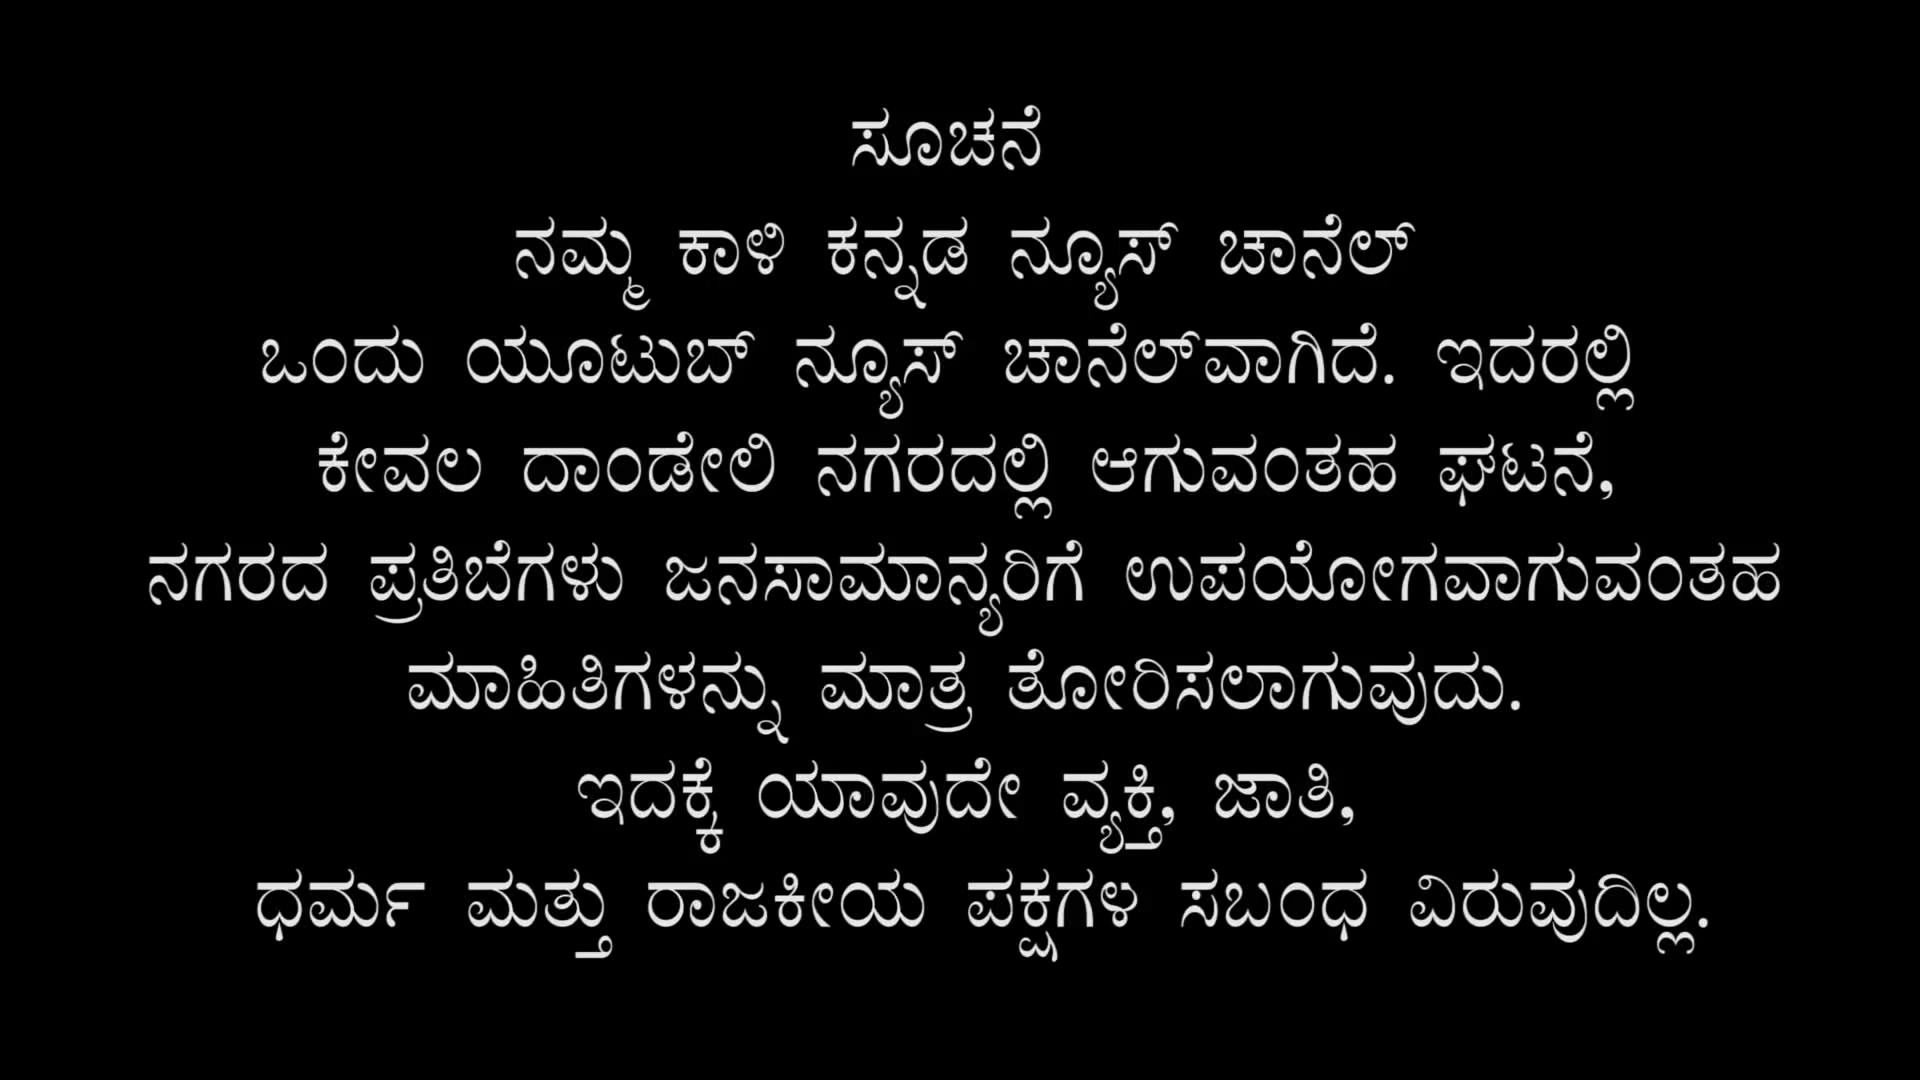 ಸೂಚನೆ
ನಮ್ಮ ಕಾಳಿ ಕನ್ನಡ ನ್ಯೂಸ್ ಚಾನೆಲ್
ಒಂದು ಯೂಟುಬ್ ನ್ಯೂಸ್ ಚಾನೆಲ್‌ವಾಗಿದೆ. ಇದರಲ್ಲಿ
ಕೇವಲ ದಾಂಡೇಲಿ ನಗರದಲ್ಲಿ ಆಗುವಂತಹ ಘಟನೆ,
ನಗರದ ಪ್ರತಿಬೆಗಳು ಜನಸಾಮಾನ್ಯರಿಗೆ ಉಪಯೋಗವಾಗುವಂತಹ
ಮಾಹಿತಿಗಳನ್ನು ಮಾತ್ರ ತೋರಿಸಲಾಗುವುದು.
ಇದಕ್ಕೆ ಯಾವುದೇ ವ್ಯಕ್ತಿ, ಜಾತಿ,
ಧರ್ಮ ಮತ್ತು ರಾಜಕೀಯ ಪಕ್ಷಗಳ ಸಬಂಧ ವಿರುವುದಿಲ್ಲ.